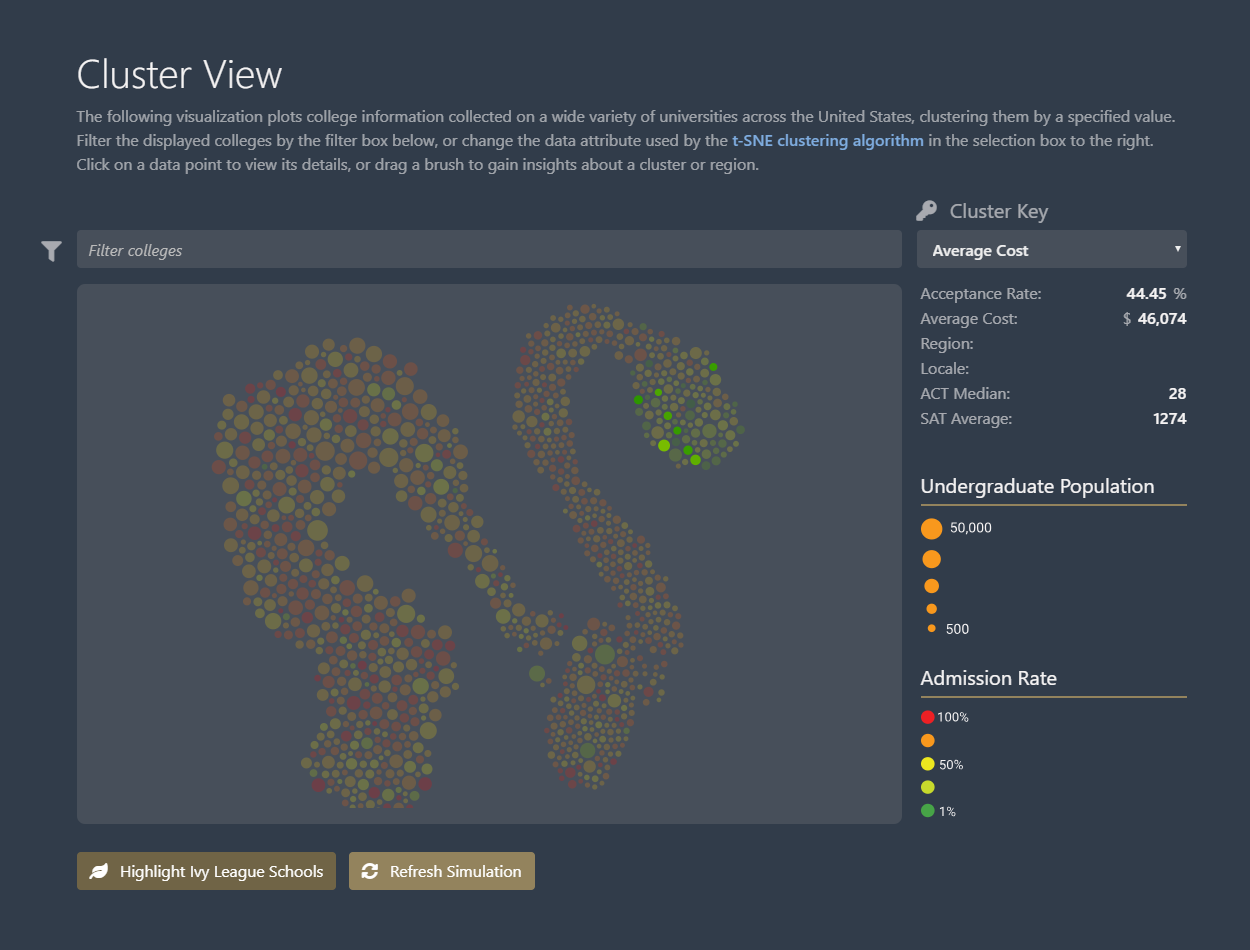 Cluster View
The following visualization plots college information collected on a wide variety of universities across the United States, clustering them by a specified value.
Filter the displayed colleges by the filter box below, or change the data attribute used by the t-SNE clustering algorithm in the selection box to the right.
Click on a data point to view its details, or drag a brush to gain insights about a cluster or region.
Cluster Key
Filter colleges
Average Cost
Acceptance Rate: 44.45 %
Average Cost: $ 46,074
Region:
Locale:
ACT Median: 28
SAT Average: 1274
Undergraduate Population
50,000
500
Admission Rate
100%
50%
1%
Highlight Ivy League Schools
Refresh Simulation